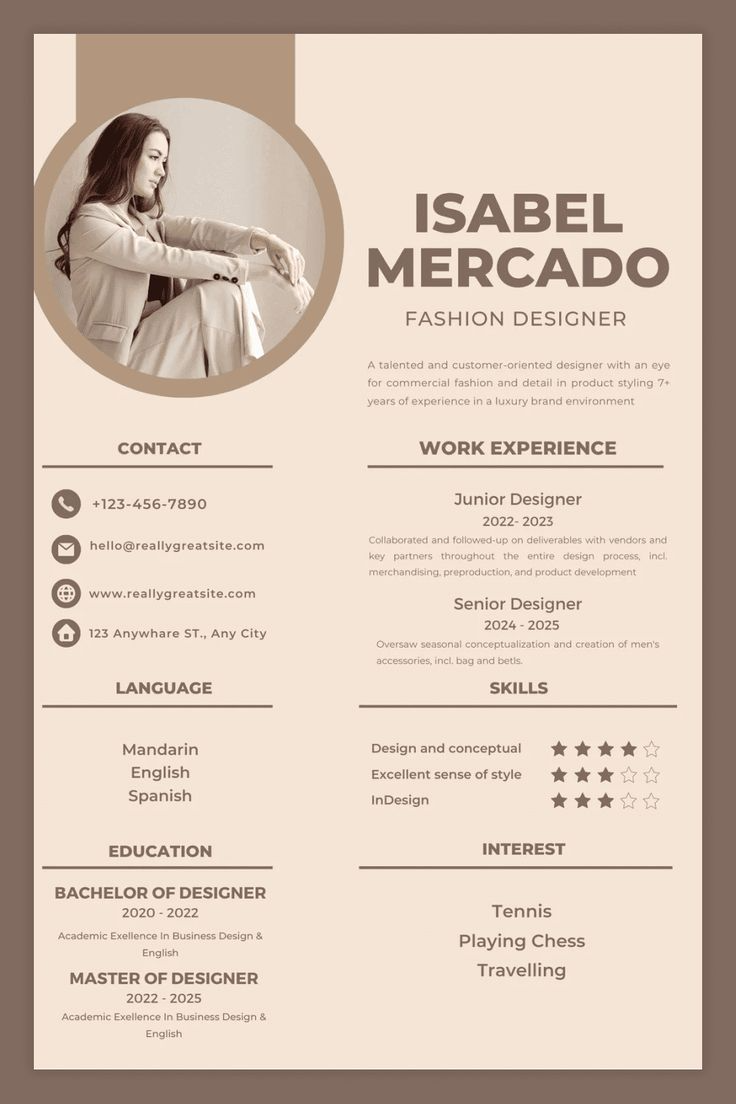 ISABEL
MERCADO
FASHION DESIGNER
A talented and customer-oriented designer with an eye
for commercial fashion and detail in product styling 7+
years of experience in a luxury brand environment
CONTACT
+123-456-7890
hello@reallygreatsite.com
www.reallygreatsite.com
123 Anywhare ST., Any City
LANGUAGE
Mandarin
English
Spanish
EDUCATION
BACHELOR OF DESIGNER
2020 - 2022
Academic Exellence In Business Design &
English
MASTER OF DESIGNER
2022 - 2025
Academic Exellence In Business Design &
English
WORK EXPERIENCE
Junior Designer
2022- 2023
Collaborated and followed-up on deliverables with vendors and
key partners throughout the entire design process, incl.
merchandising, preproduction, and product development
Senior Designer
2024 - 2025
Oversaw seasonal conceptualization and creation of men's
accessories, incl. bag and betls.
SKILLS
Design and conceptual
Excellent sense of style
InDesign
INTEREST
Tennis
Playing Chess
Travelling